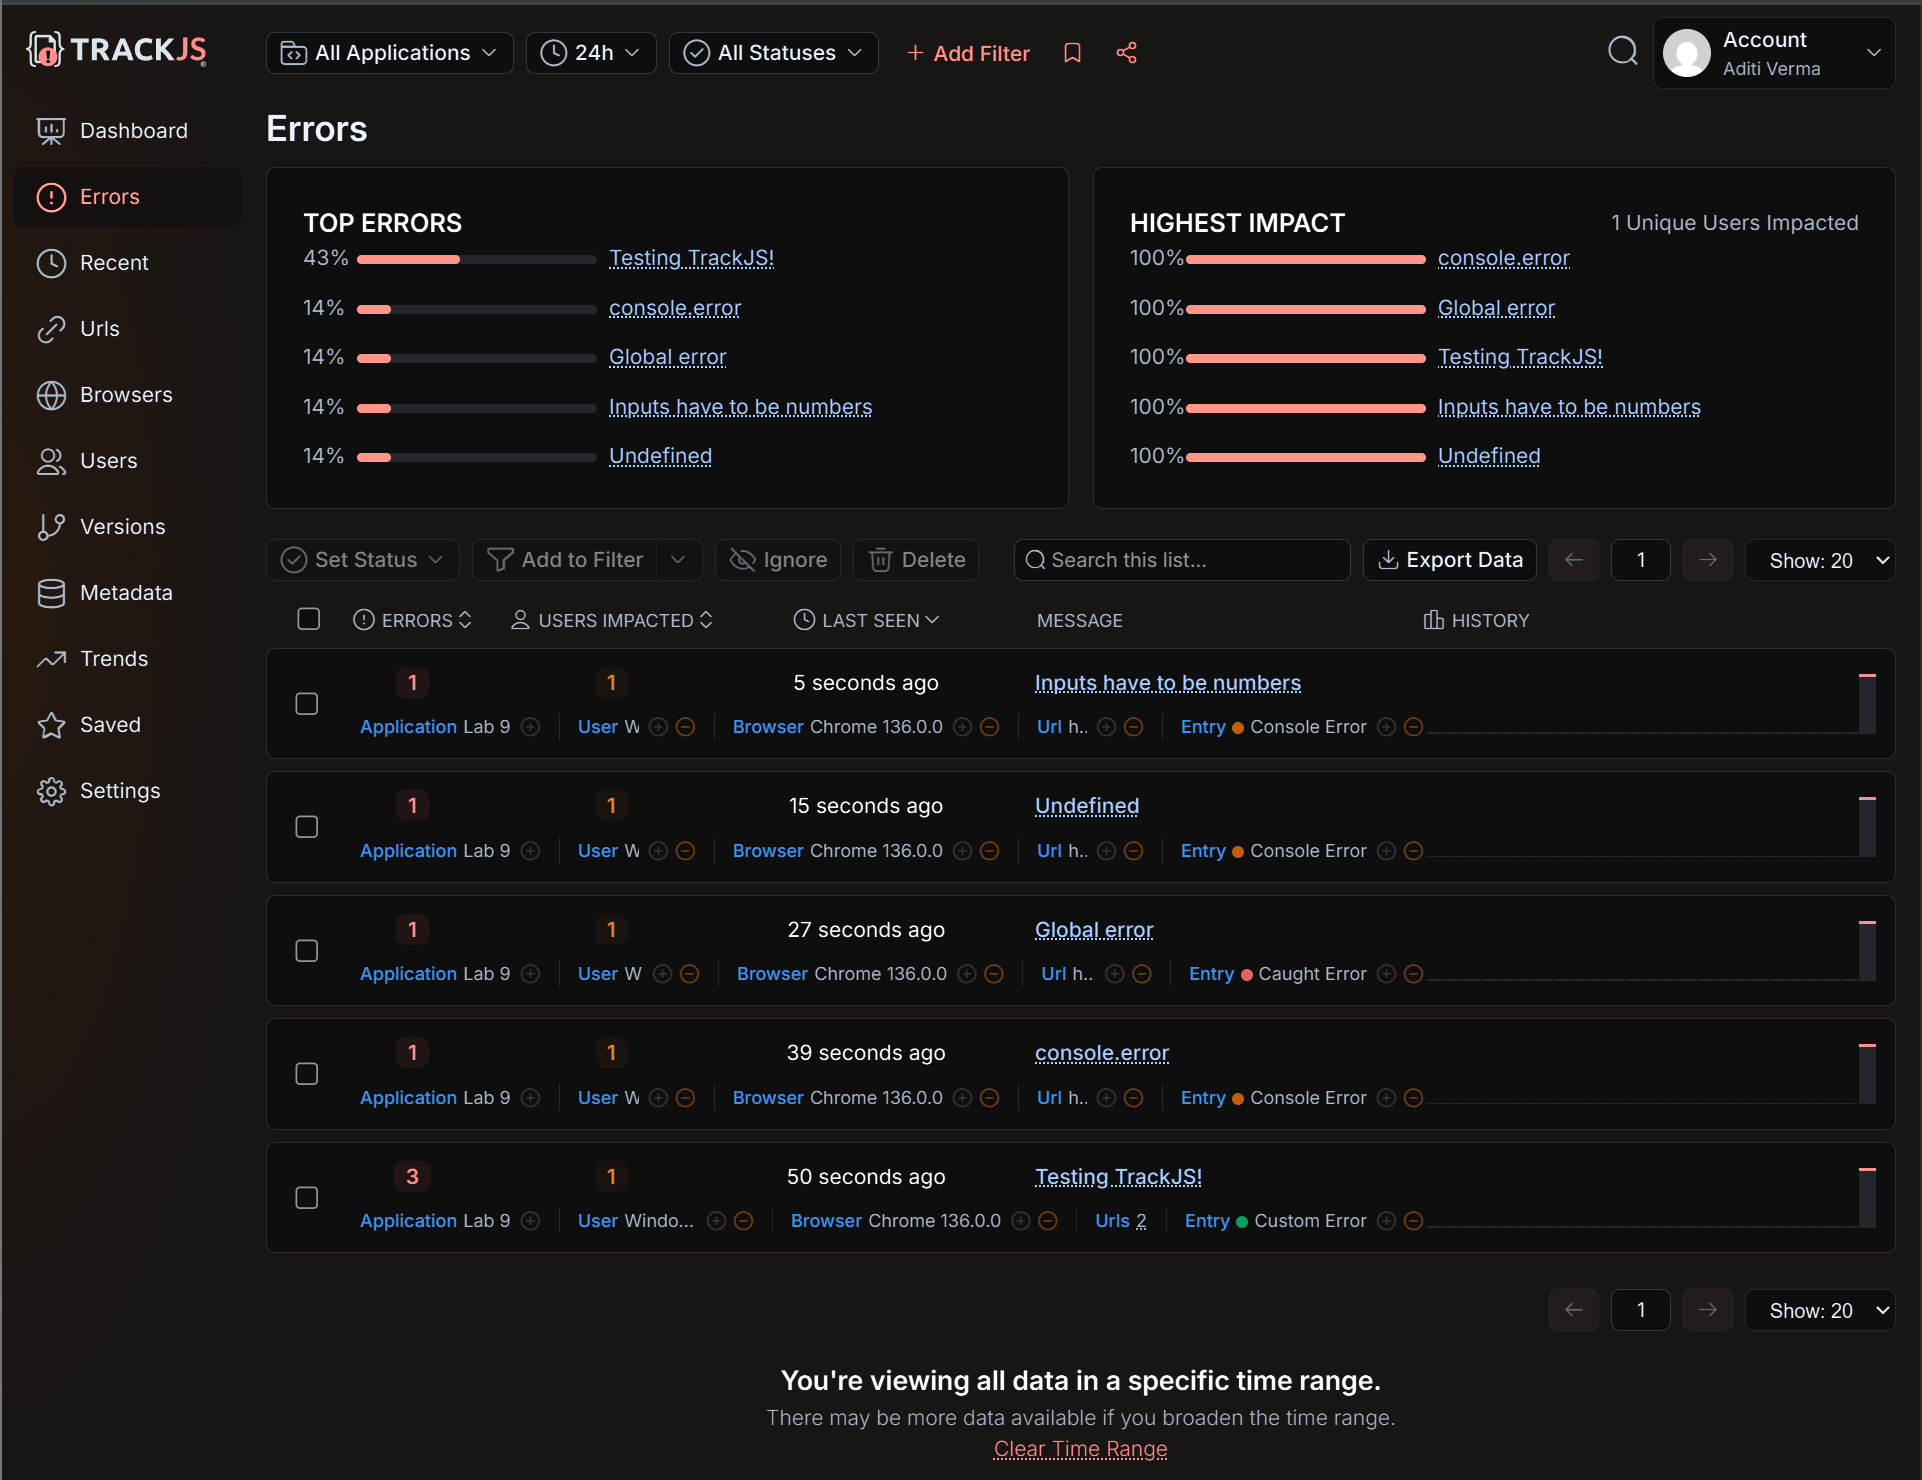 TRACKJS
All Applications
24h
All Statuses
+ Add Filter
Account
Aditi Verma
Dashboard
Errors
Recent
Urls
Browsers
Users
Versions
Metadata
Trends
Saved
Settings
Errors
TOP ERRORS
43% Testing TrackJS!
14% console.error
14% Global error
14% Inputs have to be numbers
14% Undefined
HIGHEST IMPACT
1 Unique Users Impacted
100% console.error
100% Global error
100% Testing TrackJS!
100% Inputs have to be numbers
100% Undefined
Set Status
Add to Filter
Ignore
Delete
Search this list...
Export Data
1
Show: 20
ERRORS USERS IMPACTED LAST SEEN MESSAGE HISTORY
1 1 5 seconds ago Inputs have to be numbers
Application Lab 9 User W Browser Chrome 136.0.0 Url h.. Entry Console Error
1 1 15 seconds ago Undefined
Application Lab 9 User W Browser Chrome 136.0.0 Url h.. Entry Console Error
1 1 27 seconds ago Global error
Application Lab 9 User W Browser Chrome 136.0.0 Url h.. Entry Caught Error
1 1 39 seconds ago console.error
Application Lab 9 User W Browser Chrome 136.0.0 Url h.. Entry Console Error
3 1 50 seconds ago Testing TrackJS!
Application Lab 9 User Windo... Browser Chrome 136.0.0 Urls 2 Entry Custom Error
1
Show: 20
You're viewing all data in a specific time range.
There may be more data available if you broaden the time range.
Clear Time Range